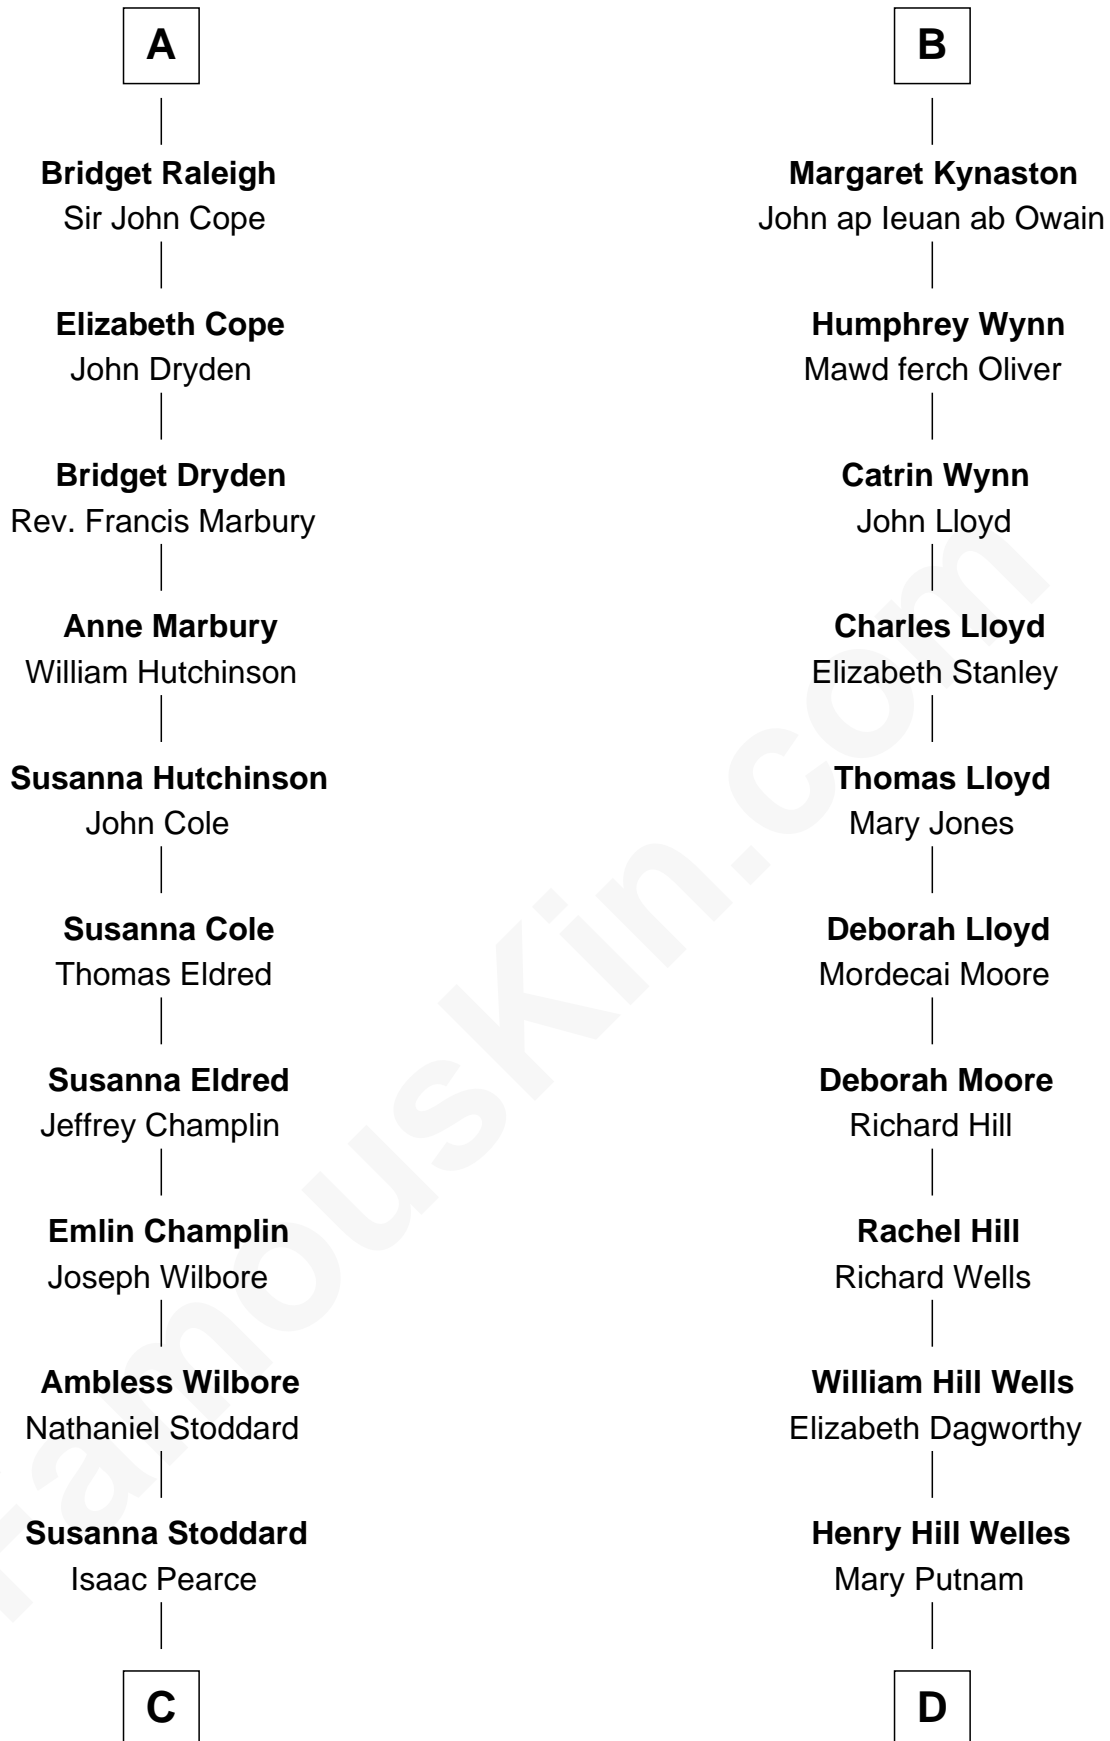 A
Bridget Raleigh
Sir John Cope
Elizabeth Cope
John Dryden
Bridget Dryden
Rev. Francis Marbury
Anne Marbury
William Hutchinson
Susanna Hutchinson
John Cole
Susanna Cole
Thomas Eldred
Susanna Eldred
Jeffrey Champlin
Emlin Champlin
Joseph Wilbore
Ambless Wilbore
Nathaniel Stoddard
Susanna Stoddard
Isaac Pearce
C
B
Margaret Kynaston
John ap Ieuan ab Owain
Humphrey Wynn
Mawd ferch Oliver
Catrin Wynn
John Lloyd
Charles Lloyd
Elizabeth Stanley
Thomas Lloyd
Mary Jones
Deborah Lloyd
Mordecai Moore
Deborah Moore
Richard Hill
Rachel Hill
Richard Wells
William Hill Wells
Elizabeth Dagworthy
Henry Hill Welles
Mary Putnam
D
FamousKin.com